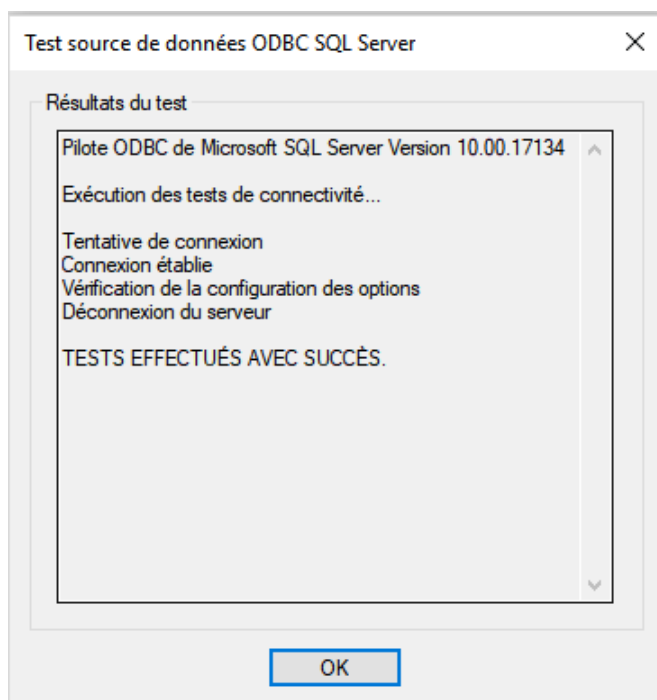 Test source de données ODBC SQL Server
Résultats du test
Pilote ODBC de Microsoft SQL Server Version 10.00.17134
Exécution des tests de connectivité...
Tentative de connexion
Connexion établie
Vérification de la configuration des options
Déconnexion du serveur
TESTS EFFECTUÉS AVEC SUCCÈS.
OK